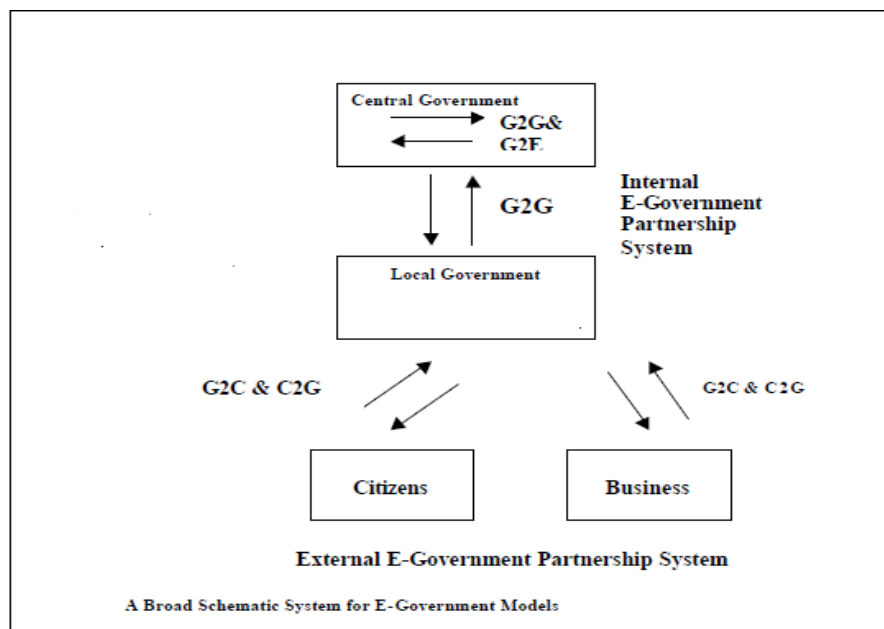 Central Government
G2G&
G2E
G2G
Internal
E-Government
Partnership
System
Local Government
G2C & C2G
G2C & C2G
Citizens
Business
External E-Government Partnership System
A Broad Schematic System for E-Government Models